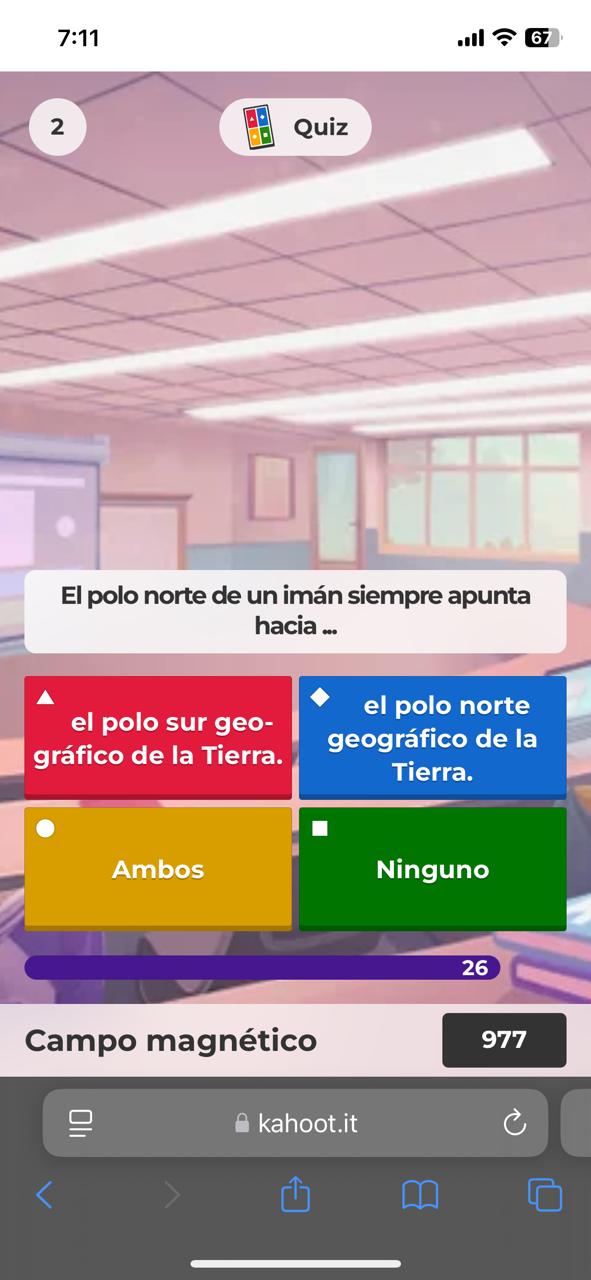 7:11
67
2
Quiz
El polo norte de un imán siempre apunta
hacia ...
el polo sur geo-
gráfico de la Tierra.
el polo norte
geográfico de la
Tierra.
Ambos
Ninguno
26
Campo magnético
977
kahoot.it